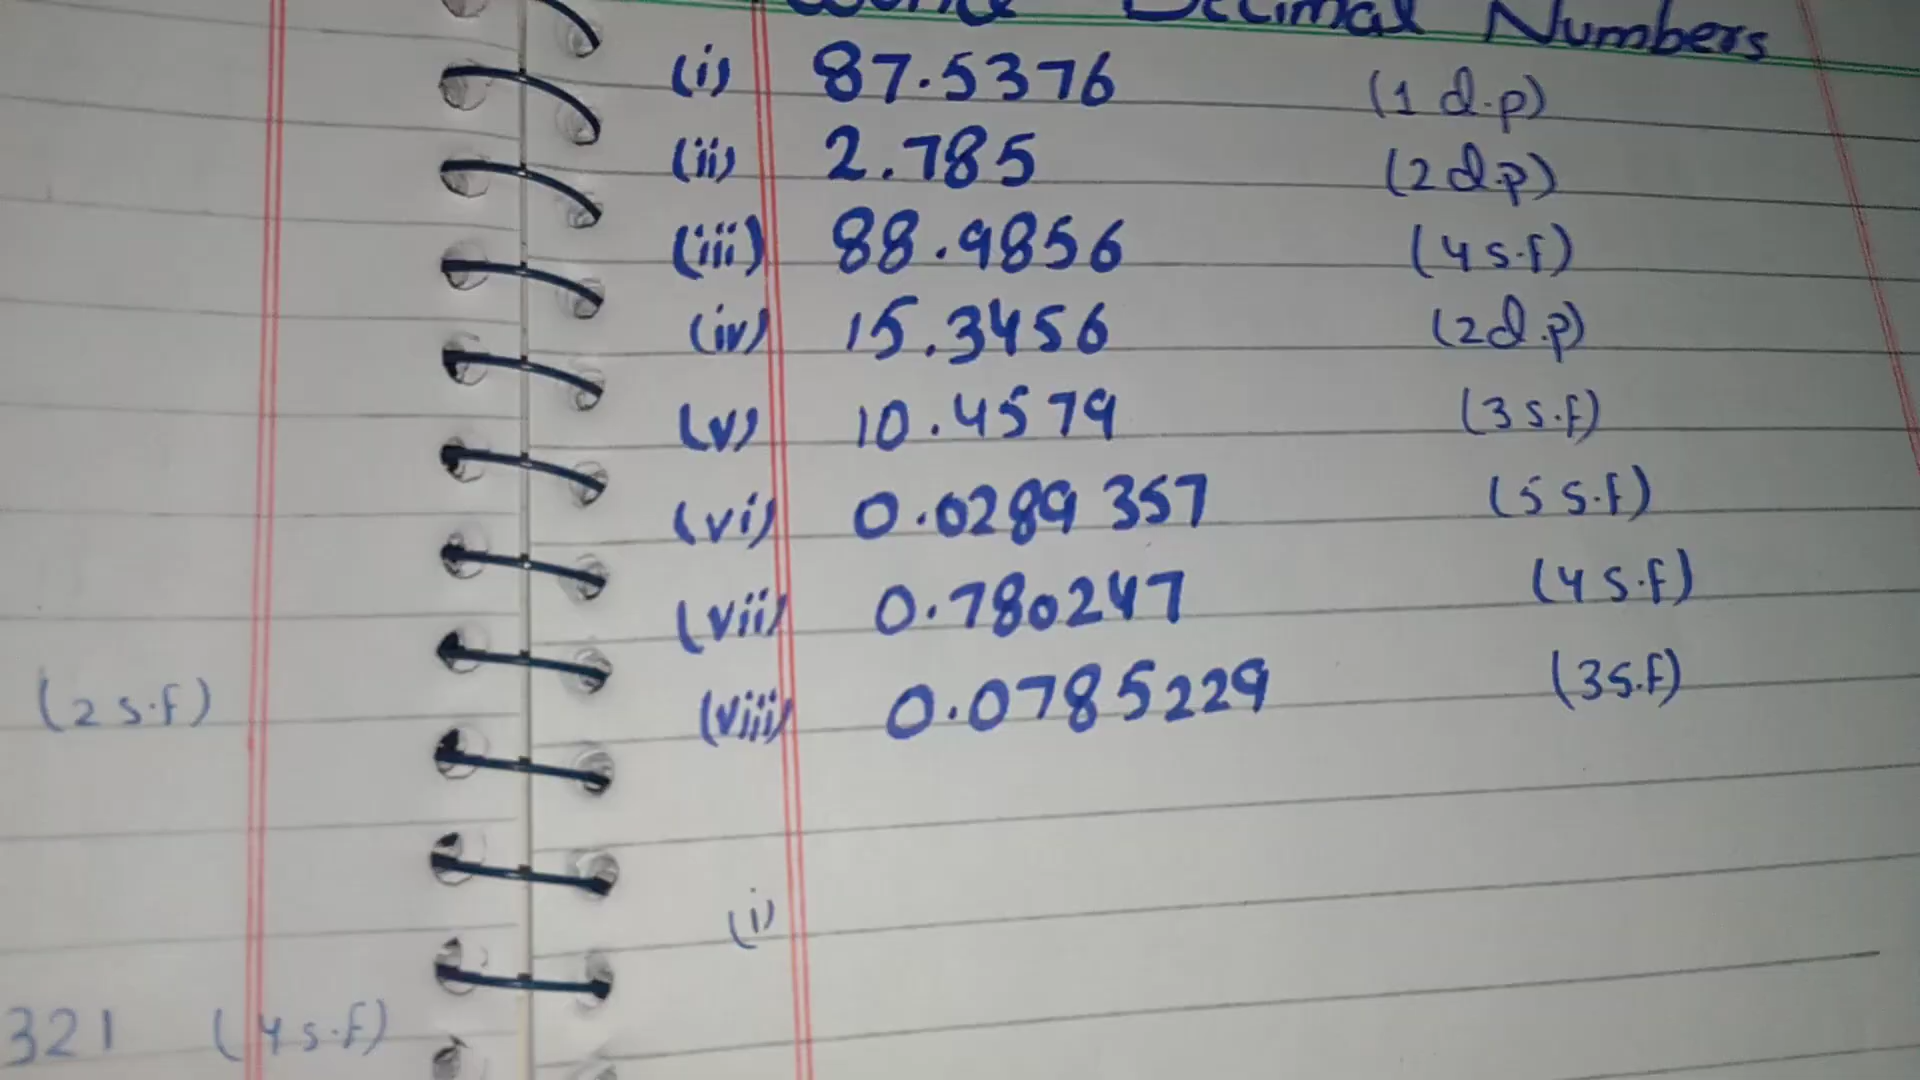 Decimal Numbers
(i) 87.5376 (1 d.p)
(ii) 2.785 (2 d.p)
(iii) 88.9856 (4 s.f)
(iv) 15.3456 (2 d.p)
(v) 10.4579 (3 s.f)
(vi) 0.0289357 (5 s.f)
(vii) 0.780247 (4 s.f)
(viii) 0.0785229 (3 s.f)
(i)
(2 s.f)
321 (4 s.f)